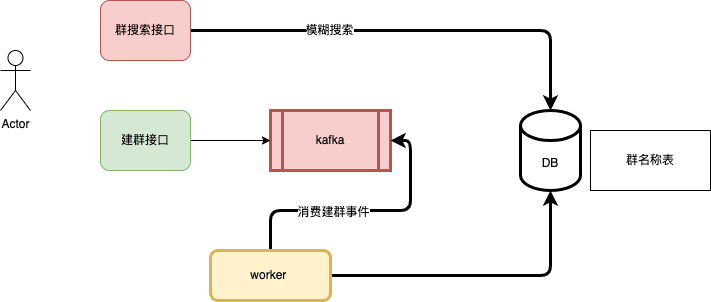 群搜索接口
模糊搜索
Actor
建群接口
kafka
DB
群名称表
消费建群事件
worker